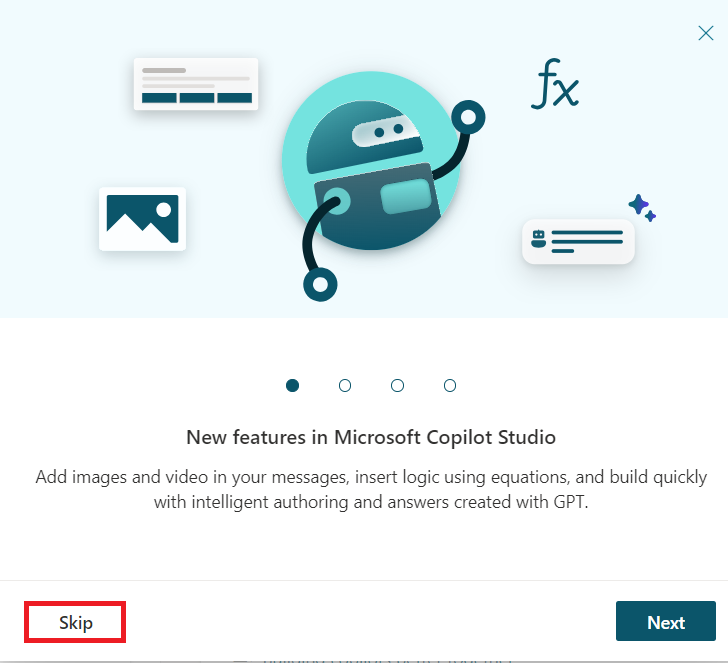 fx
New features in Microsoft Copilot Studio
Add images and video in your messages, insert logic using equations, and build quickly
with intelligent authoring and answers created with GPT.
Skip
Next